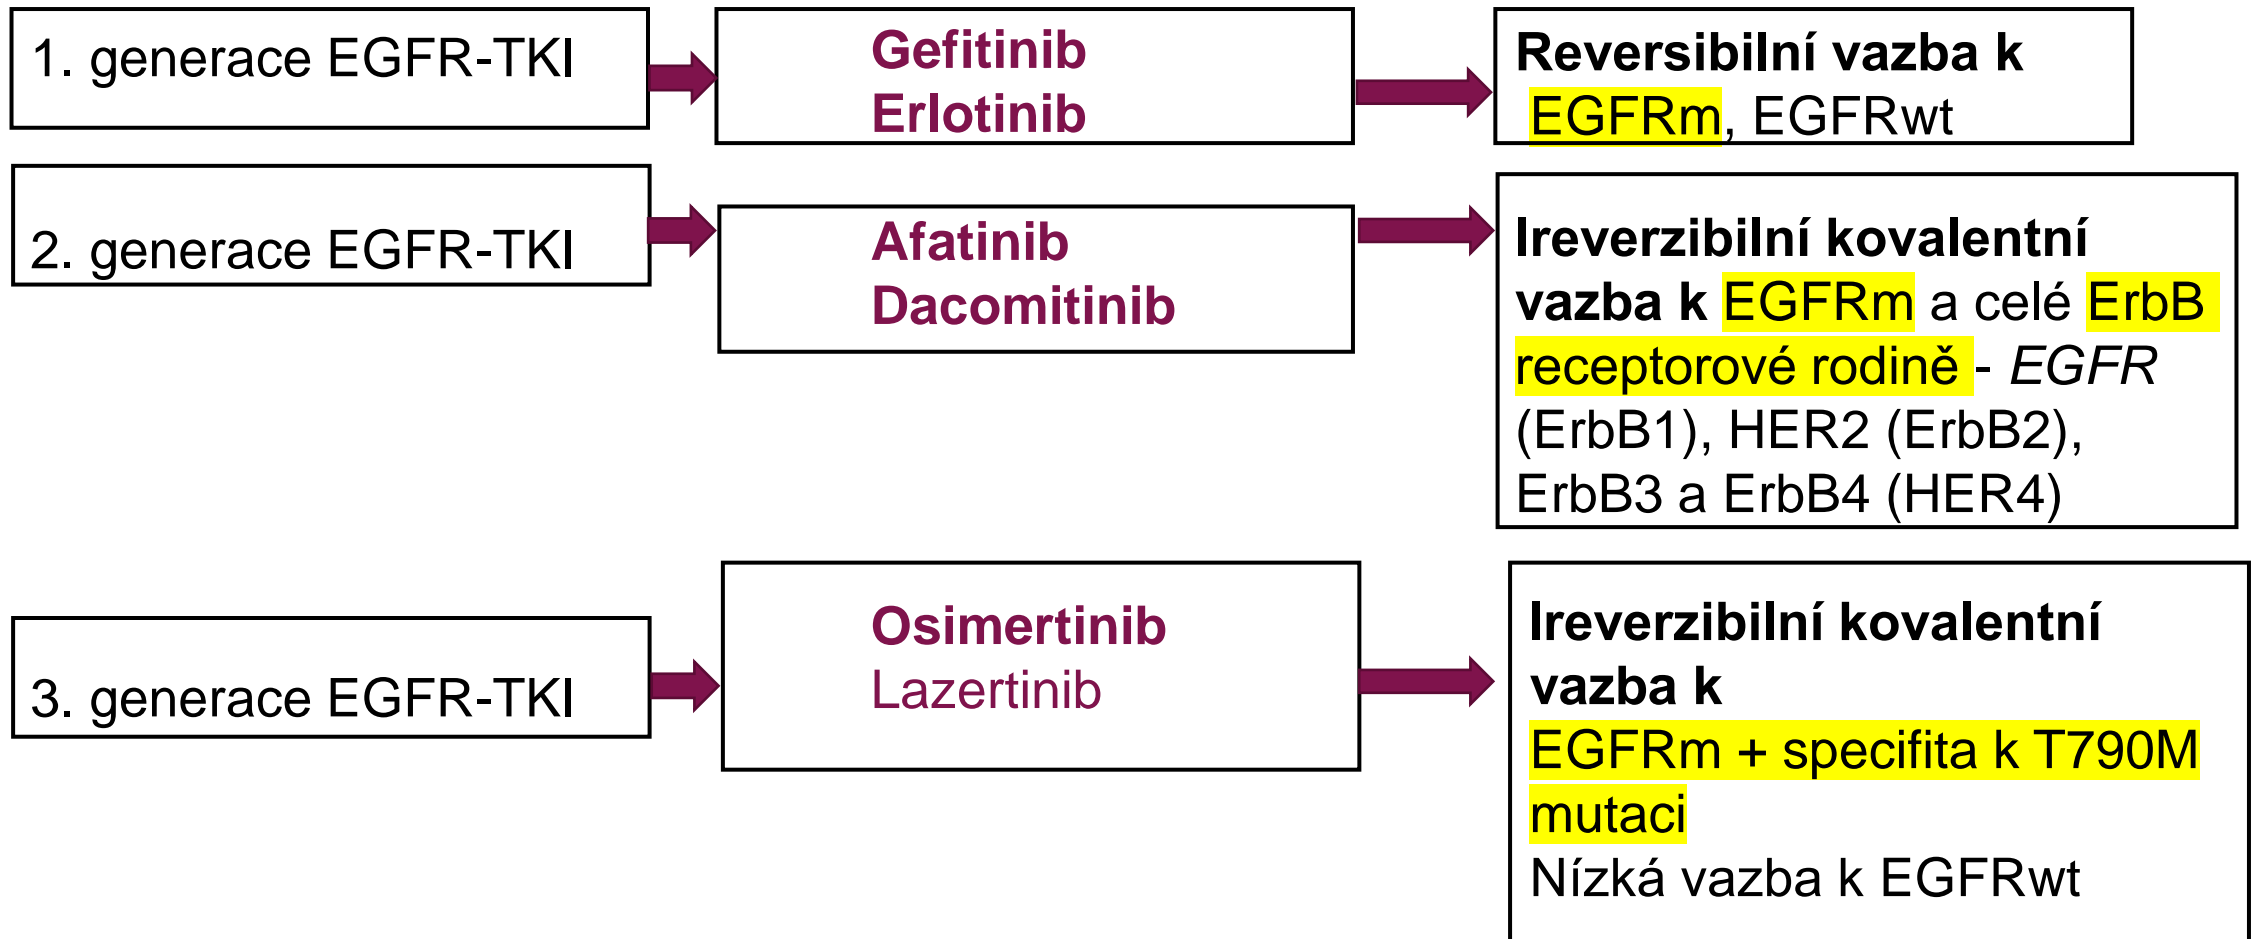 1. generace EGFR-TKI
Gefitinib
Erlotinib
Reversibilní vazba k
EGFRm, EGFRwt
2. generace EGFR-TKI
Afatinib
Dacomitinib
Ireverzibilní kovalentní
vazba k EGFRm a celé ErbB
receptorové rodině - EGFR
(ErbB1), HER2 (ErbB2),
ErbB3 a ErbB4 (HER4)
3. generace EGFR-TKI
Osimertinib
Lazertinib
Ireverzibilní kovalentní
vazba k
EGFRm + specifita k T790M
mutaci
Nízká vazba k EGFRwt